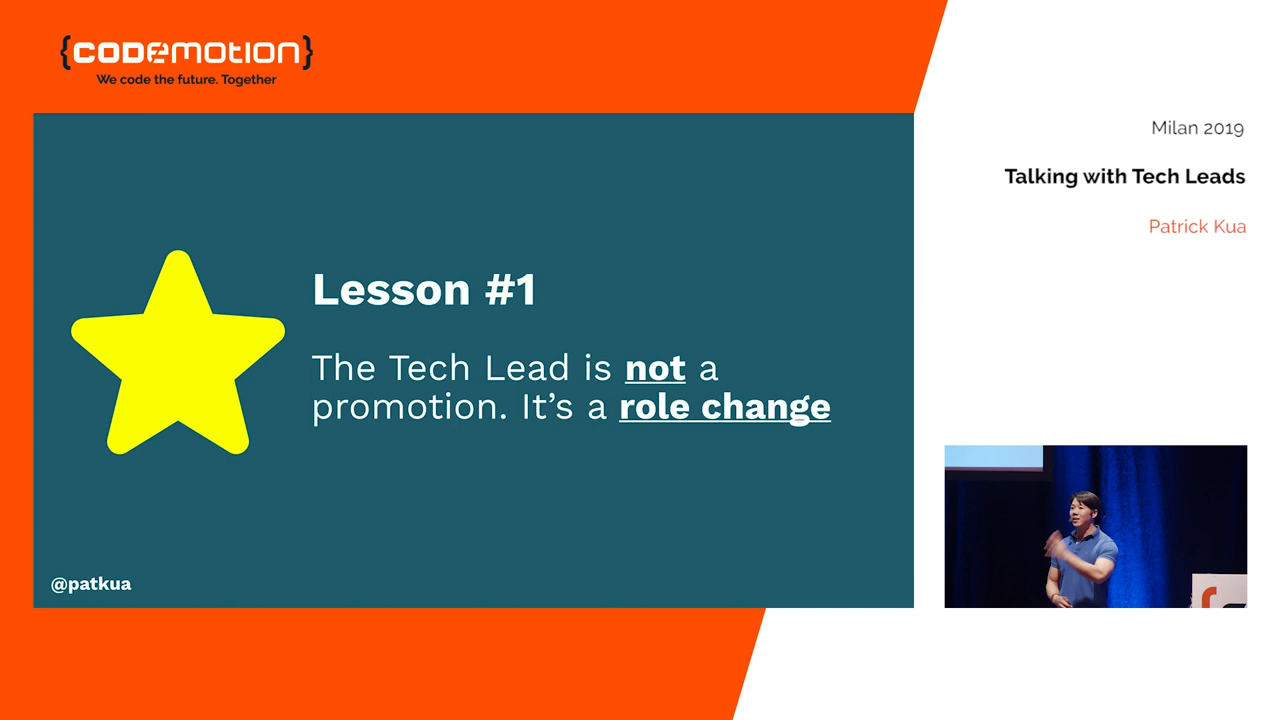 {CODEMOTION}
We code the future. Together
Milan 2019
Talking with Tech Leads
Patrick Kua
Lesson #1
The Tech Lead is not a
promotion. It's a role change
@patkua